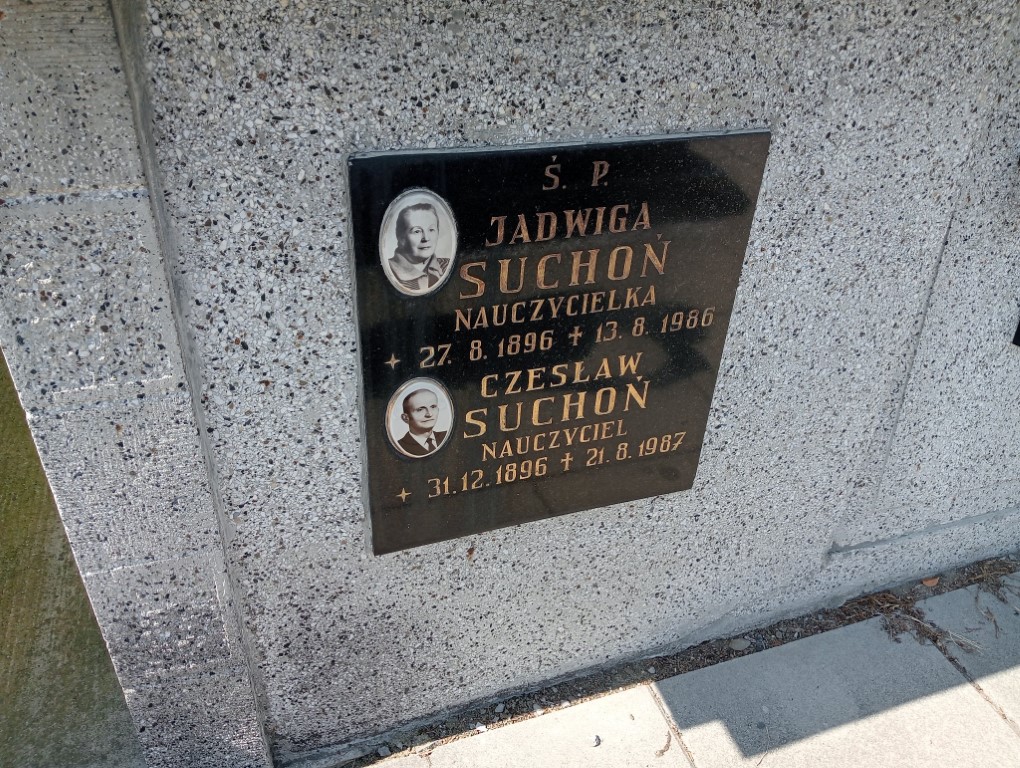 Ś. P.
JADWIGA
SUCHOŃ
NAUCZYCIELKA
27. 8. 1896 ✝ 13. 8. 1986
CZESŁAW
SUCHOŃ
NAUCZYCIEL
31. 12. 1896 ✝ 21. 8. 1987